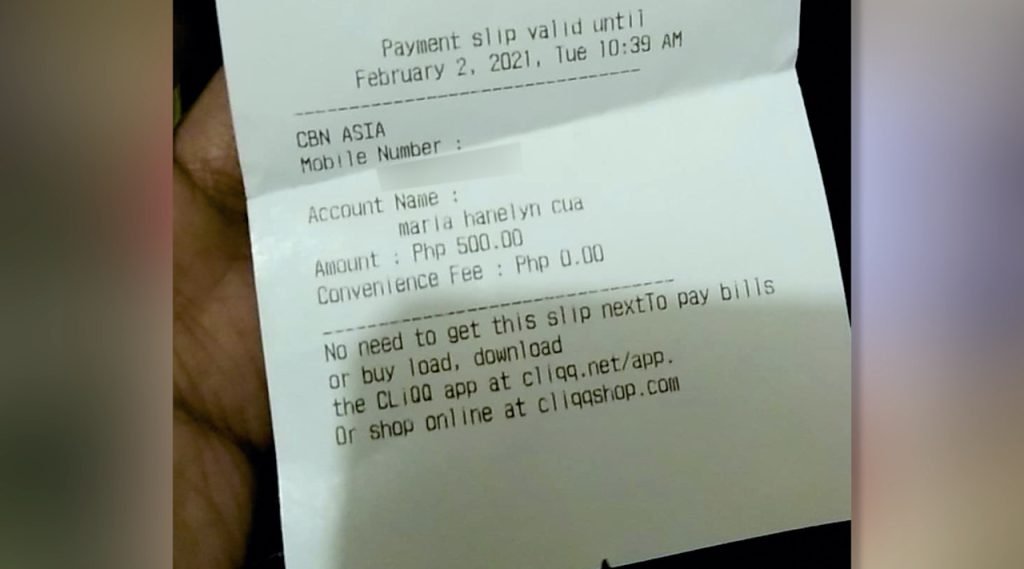 Payment slip valid until
February 2, 2021, Tue 10:39 AM
CBN ASIA
Mobile Number :
Account Name :
maria hanelyn cua
Amount : Php 500.00
Convenience Fee : Php 0.00
No need to get this slip nextTo pay bills
or buy load, download
the CLiQQ app at cliqq.net/app.
Or shop online at cliqqshop.com